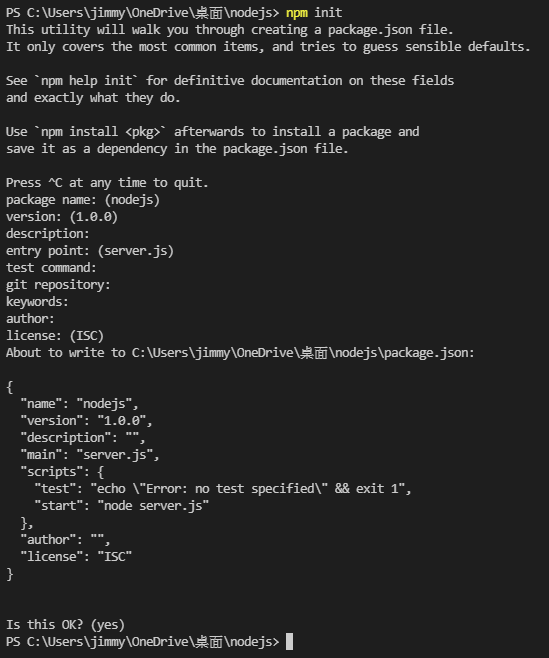 PS C:\Users\jimmy\OneDrive\桌面\nodejs> npm init
This utility will walk you through creating a package.json file.
It only covers the most common items, and tries to guess sensible defaults.

See `npm help init` for definitive documentation on these fields
and exactly what they do.

Use `npm install <pkg>` afterwards to install a package and
save it as a dependency in the package.json file.

Press ^C at any time to quit.
package name: (nodejs)
version: (1.0.0)
description:
entry point: (server.js)
test command:
git repository:
keywords:
author:
license: (ISC)
About to write to C:\Users\jimmy\OneDrive\桌面\nodejs\package.json:

{
  "name": "nodejs",
  "version": "1.0.0",
  "description": "",
  "main": "server.js",
  "scripts": {
    "test": "echo \"Error: no test specified\" && exit 1",
    "start": "node server.js"
  },
  "author": "",
  "license": "ISC"
}


Is this OK? (yes)
PS C:\Users\jimmy\OneDrive\桌面\nodejs>